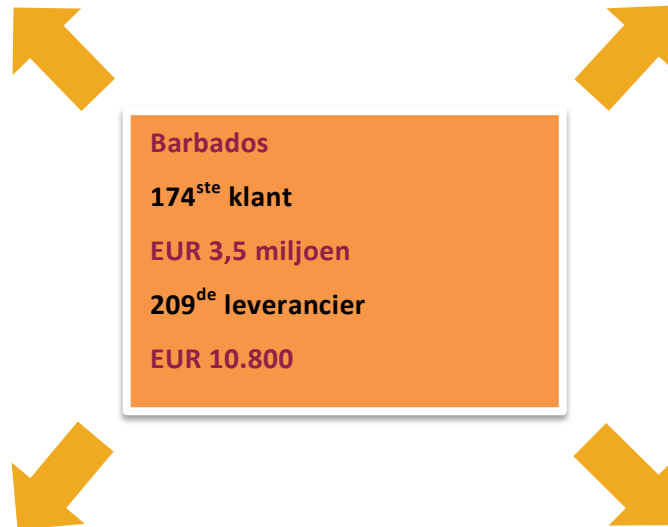 Barbados
174ste klant
EUR 3,5 miljoen
209de leverancier
EUR 10.800